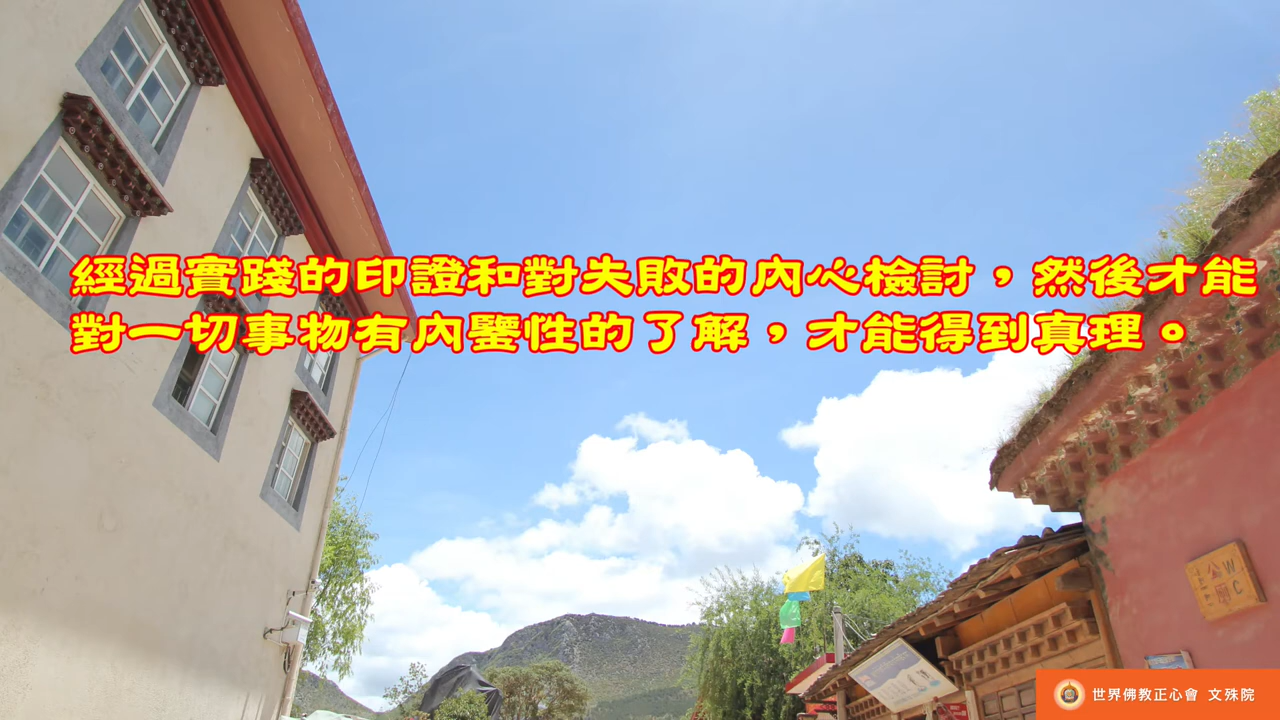 經過實踐的印證和對失敗的內心檢討，然後才能
對一切事物有內鑒性的了解，才能得到真理。
公廁
WC
世界佛教正心會 文殊院